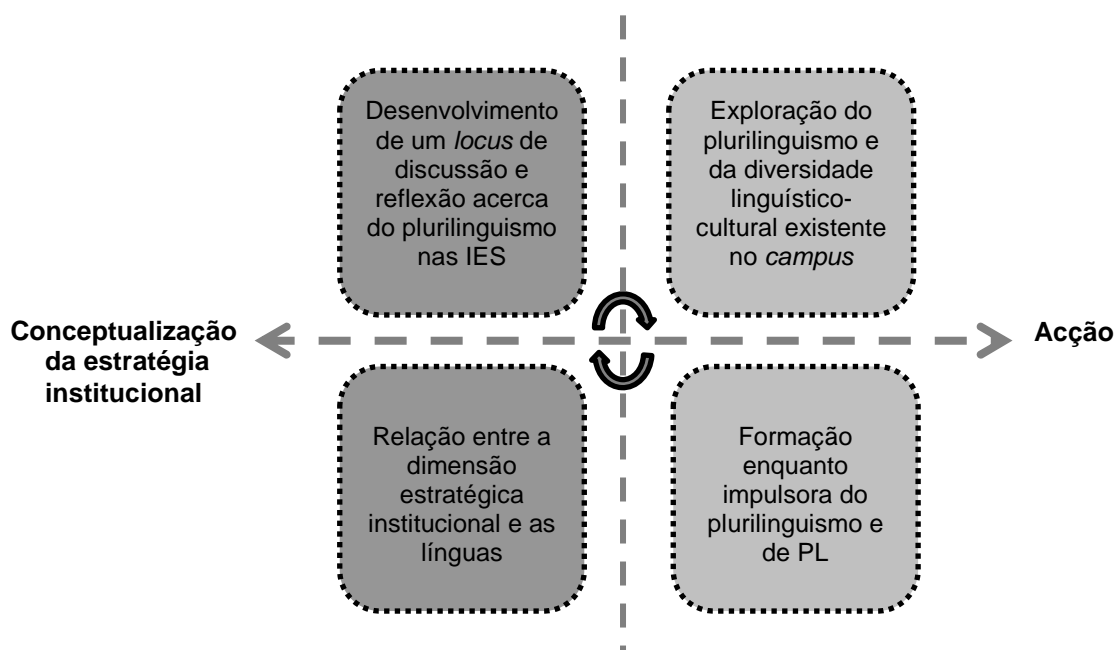 Desenvolvimento
de um locus de
discussão e
reflexão acerca
do plurilinguismo
nas IES
Exploração do
plurilinguismo e
da diversidade
linguístico-
cultural existente
no campus
Conceptualização
da estratégia
institucional
Acção
Relação entre a
dimensão
estratégica
institucional e as
línguas
Formação
enquanto
impulsora do
plurilinguismo e
de PL